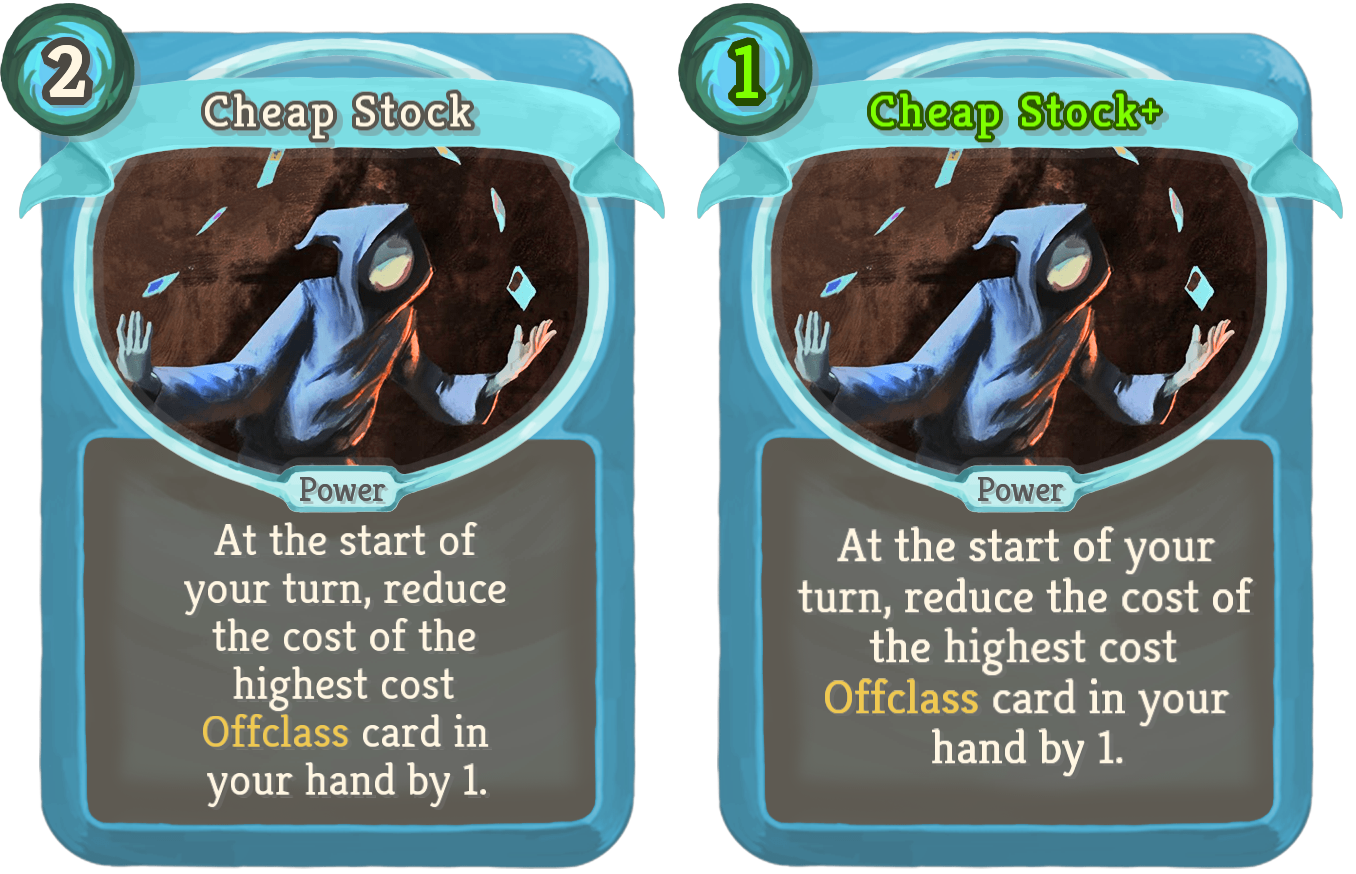 2
Cheap Stock
Power
At the start of
your turn, reduce
the cost of the
highest cost
Offclass card in
your hand by 1.
1
Cheap Stock+
Power
At the start of your
turn, reduce the cost of
the highest cost
Offclass card in your
hand by 1.